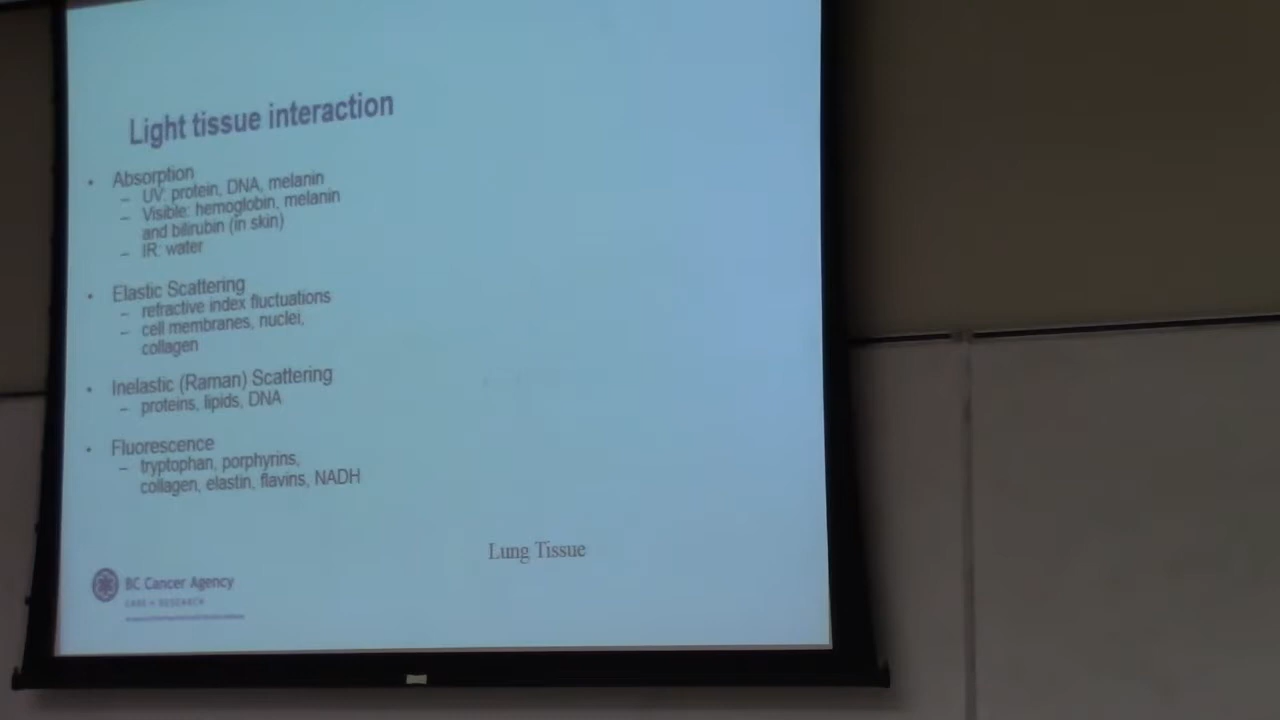 Light tissue interaction
• Absorption
– UV: protein, DNA, melanin
– Visible: hemoglobin, melanin
and bilirubin (in skin)
– IR: water
• Elastic Scattering
– refractive index fluctuations
– cell membranes, nuclei,
collagen
• Inelastic (Raman) Scattering
– proteins, lipids, DNA
• Fluorescence
– tryptophan, porphyrins,
collagen, elastin, flavins, NADH
Lung Tissue
BC Cancer Agency
CARE + RESEARCH